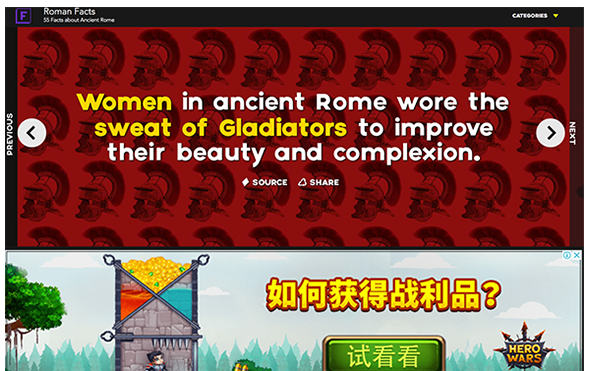 F
Roman Facts
55 Facts about Ancient Rome
CATEGORIES
Women in ancient Rome wore the
sweat of Gladiators to improve
their beauty and complexion.
PREVIOUS
NEXT
SOURCE SHARE
如何获得战利品?
试看看
HERO
WARS